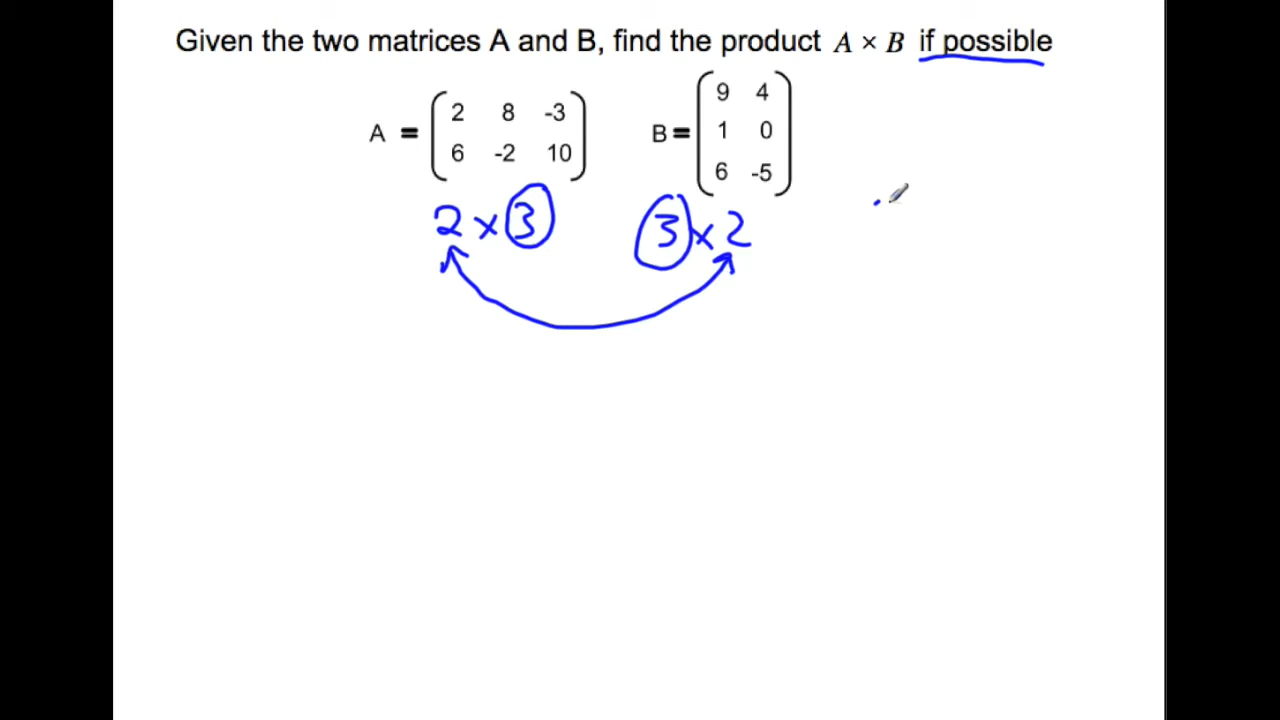 Given the two matrices A and B, find the product A × B if possible
A = ( 2 8 -3 B = ( 9 4
6 -2 10 ) 1 0
6 -5 )
2 × 3 3 × 2